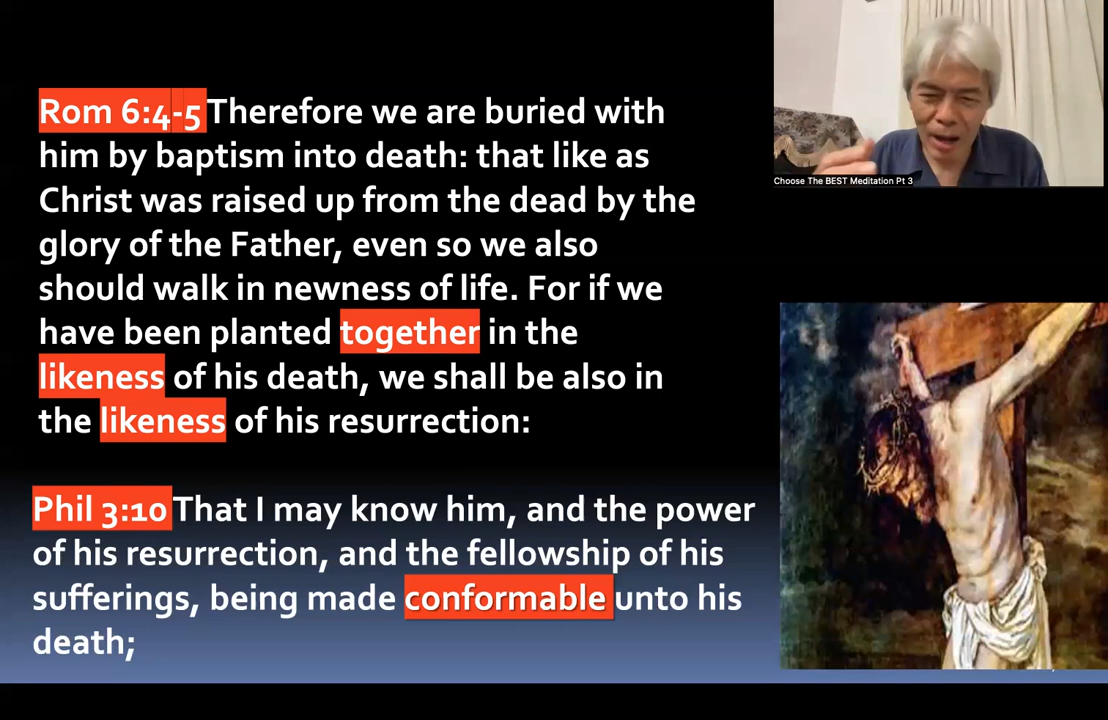 Rom 6:4-5 Therefore we are buried with
him by baptism into death: that like as
Christ was raised up from the dead by the
glory of the Father, even so we also
should walk in newness of life. For if we
have been planted together in the
likeness of his death, we shall be also in
the likeness of his resurrection:
Phil 3:10 That I may know him, and the power
of his resurrection, and the fellowship of his
sufferings, being made conformable unto his
death;
Choose The BEST Meditation Pt 3